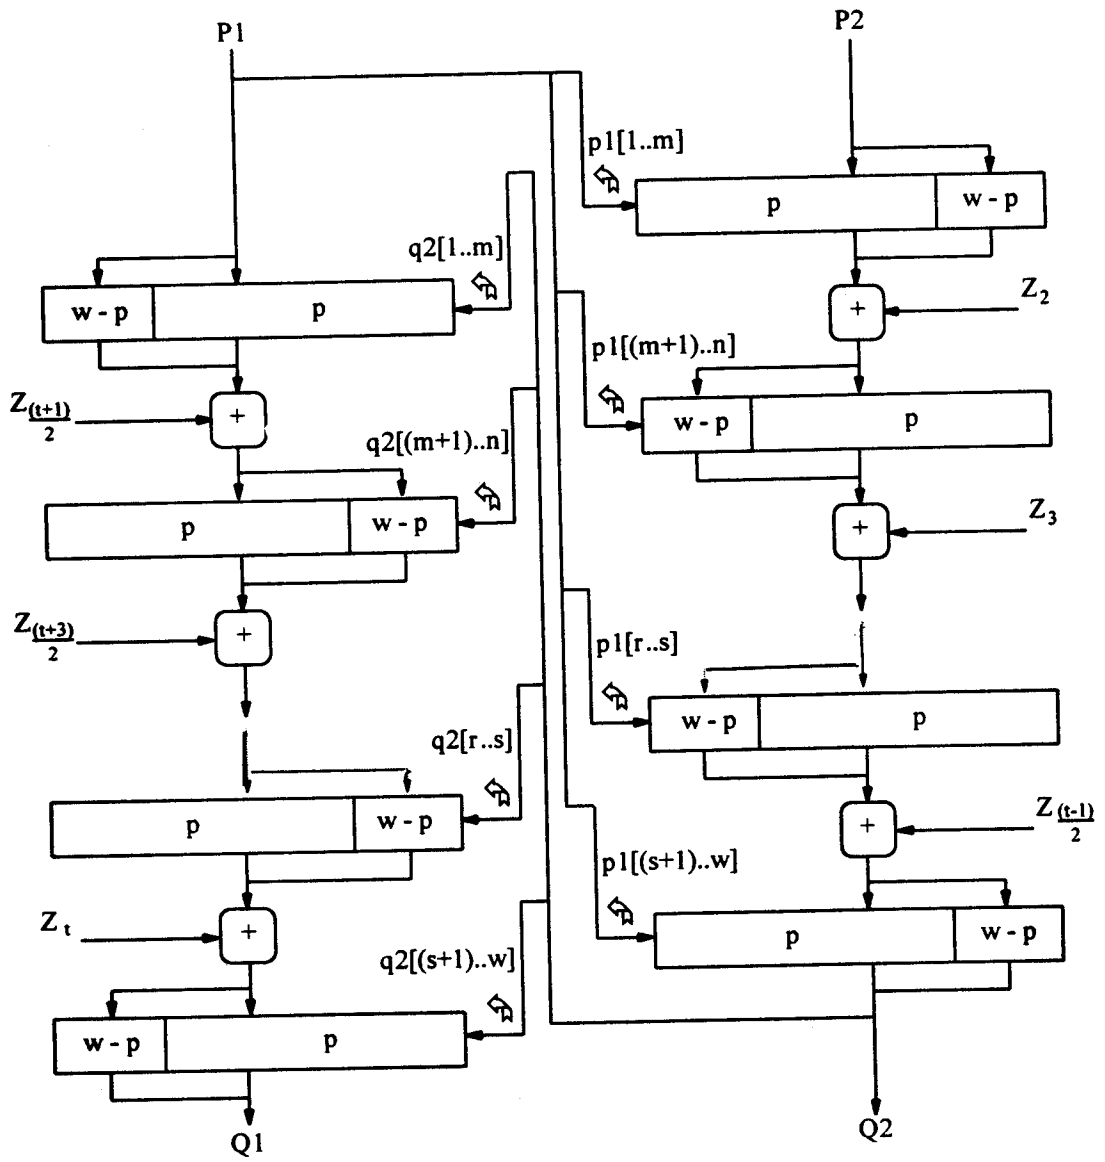 P1
P2
p1[1..m]
p
w - p
q2[1..m]
w - p
p
+
Z2
p1[(m+1)..n]
Z(t+1)/2
+
w - p
p
q2[(m+1)..n]
p
w - p
+
Z3
Z(t+3)/2
+
p1[r..s]
w - p
p
q2[r..s]
p
w - p
+
Z(t-1)/2
p1[(s+1)..w]
Zt
+
p
w - p
q2[(s+1)..w]
w - p
p
Q1
Q2